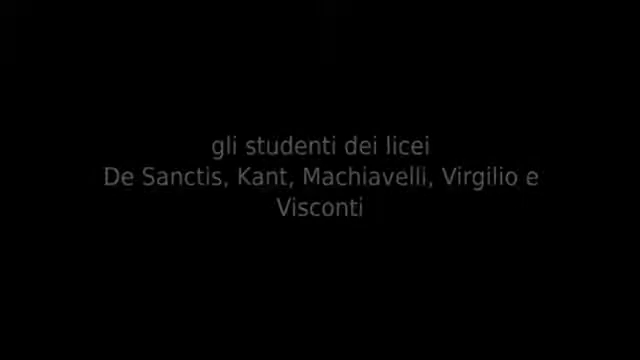 gli studenti dei licei
De Sanctis, Kant, Machiavelli, Virgilio e
Visconti